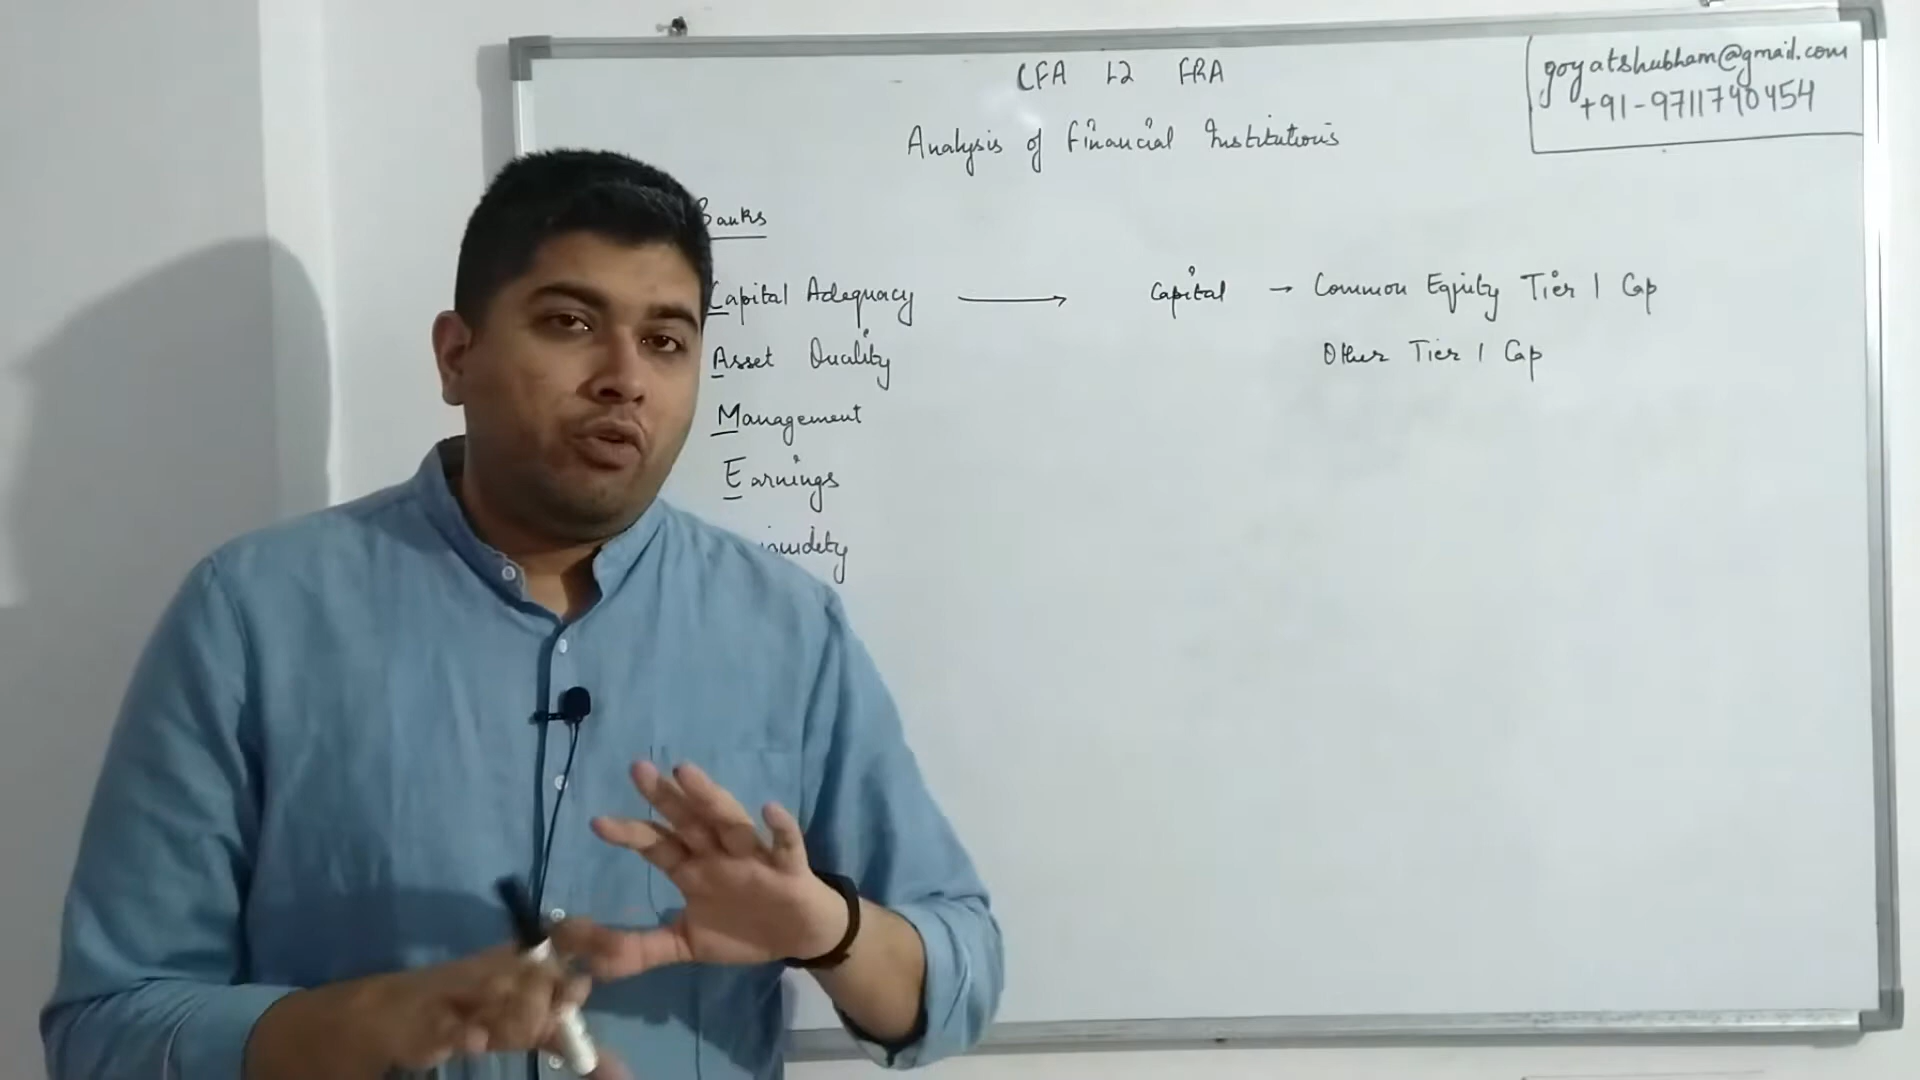 CFA L2 FRA
goyatshubham@gmail.com
+91-9711740454
Analysis of Financial Institutions
Banks
Capital Adequacy → Capital → Common Equity Tier 1 Cap
Asset Quality
Other Tier 1 Cap
Management
Earnings